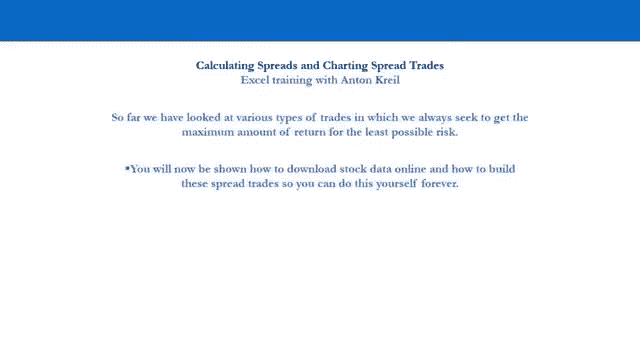 Calculating Spreads and Charting Spread Trades
Excel training with Anton Kreil
So far we have looked at various types of trades in which we always seek to get the
maximum amount of return for the least possible risk.
▪You will now be shown how to download stock data online and how to build
these spread trades so you can do this yourself forever.